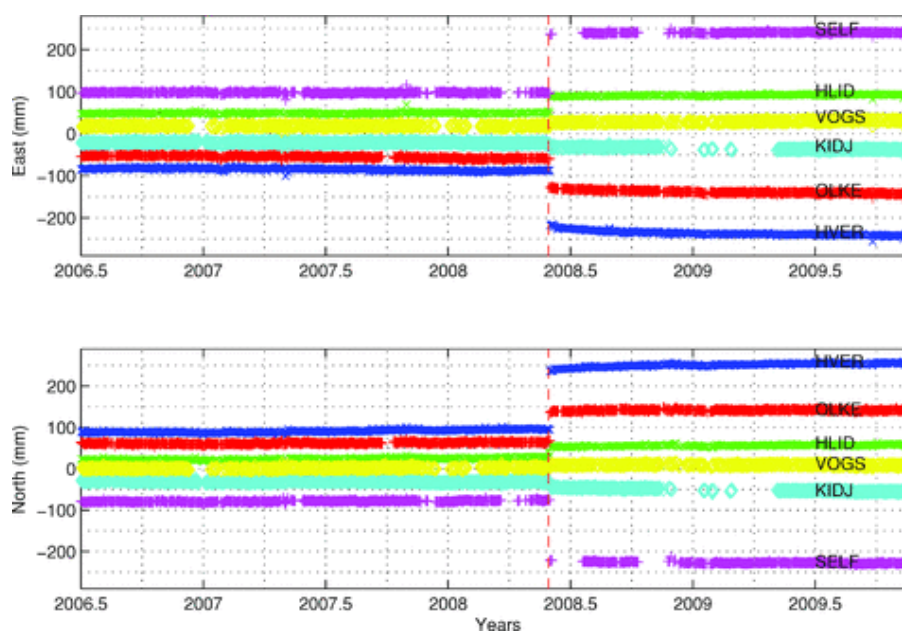 200
100
0
−100
−200
East (mm)
SELF
HLID
VOGS
KIDJ
OLKE
HVER
2006.5 2007 2007.5 2008 2008.5 2009 2009.5
200
100
0
−100
−200
North (mm)
HVER
OLKE
HLID
VOGS
KIDJ
SELF
2006.5 2007 2007.5 2008 2008.5 2009 2009.5
Years